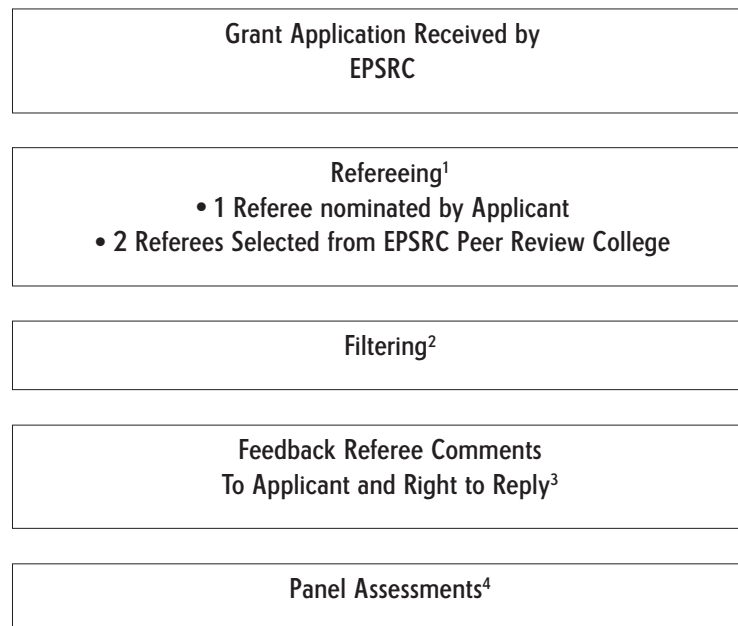 Grant Application Received by
EPSRC
Refereeing¹
• 1 Referee nominated by Applicant
• 2 Referees Selected from EPSRC Peer Review College
Filtering²
Feedback Referee Comments
To Applicant and Right to Reply³
Panel Assessments⁴